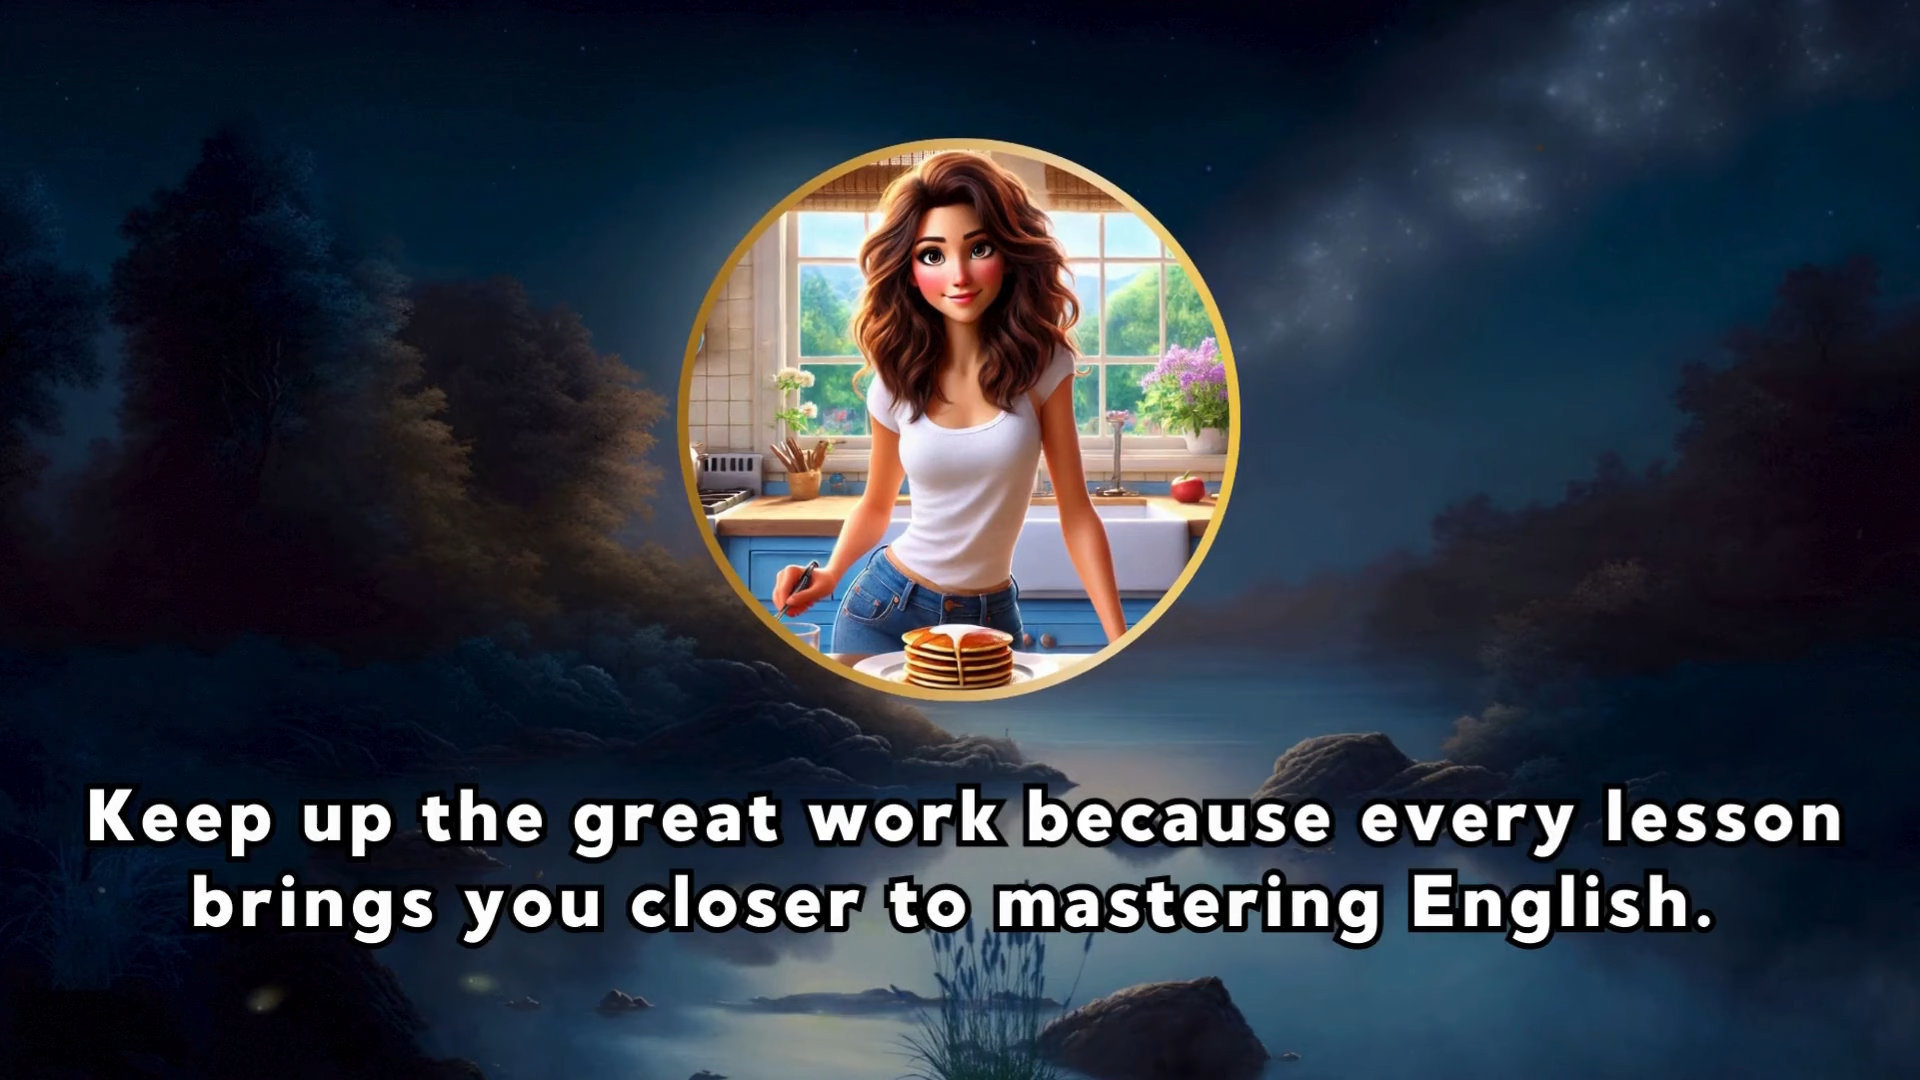 Keep up the great work because every lesson
brings you closer to mastering English.